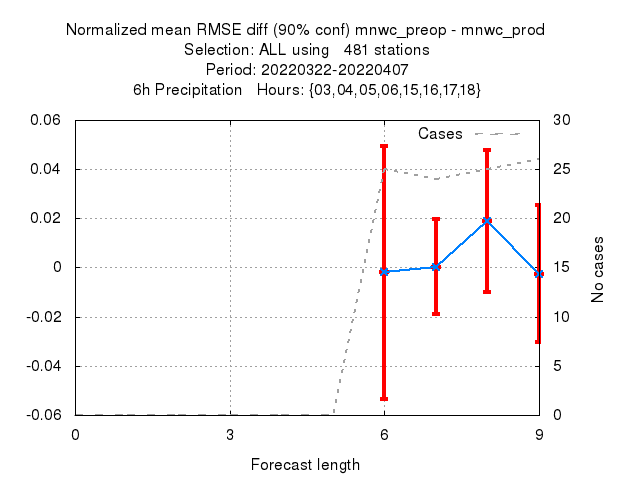 Normalized mean RMSE diff (90% conf) mnwc_preop - mnwc_prod
Selection: ALL using   481 stations
Period: 20220322-20220407
6h Precipitation   Hours: {03,04,05,06,15,16,17,18}
Cases
0.06
0.04
0.02
0
-0.02
-0.04
-0.06
30
25
20
15
10
5
0
No cases
0 3 6 9
Forecast length